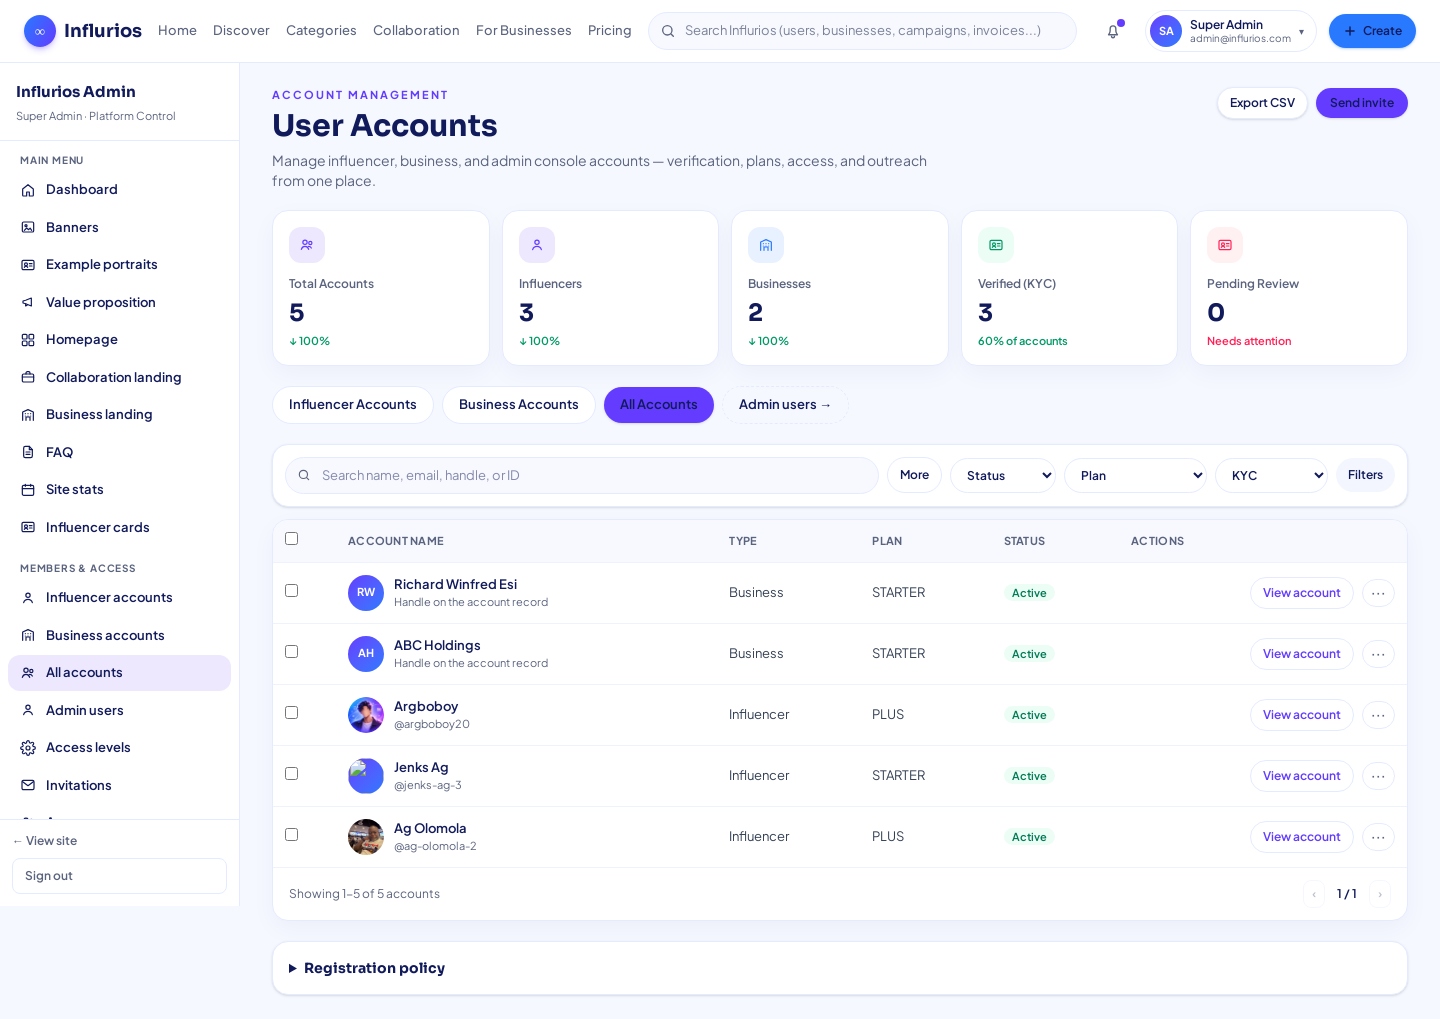 ∞ Influrios Home Discover Categories Collaboration For Businesses Pricing Search Influrios (users, businesses, campaigns, invoices...) SA Super Admin ▾ + Create
admin@influrios.com
Influrios Admin
Super Admin · Platform Control
MAIN MENU
Dashboard
Banners
Example portraits
Value proposition
Homepage
Collaboration landing
Business landing
FAQ
Site stats
Influencer cards
MEMBERS & ACCESS
Influencer accounts
Business accounts
All accounts
Admin users
Access levels
Invitations
← View site
Sign out
ACCOUNT MANAGEMENT
User Accounts
Export CSV Send invite
Manage influencer, business, and admin console accounts — verification, plans, access, and outreach
from one place.
Total Accounts
5
↓ 100%
Influencers
3
↓ 100%
Businesses
2
↓ 100%
Verified (KYC)
3
60% of accounts
Pending Review
0
Needs attention
Influencer Accounts Business Accounts All Accounts Admin users →
Search name, email, handle, or ID More Status Plan KYC Filters
ACCOUNT NAME TYPE PLAN STATUS ACTIONS
RW Richard Winfred Esi Business STARTER Active View account ···
Handle on the account record
AH ABC Holdings Business STARTER Active View account ···
Handle on the account record
Argboboy Influencer PLUS Active View account ···
@argboboy20
Jenks Ag Influencer STARTER Active View account ···
@jenks-ag-3
Ag Olomola Influencer PLUS Active View account ···
@ag-olomola-2
Showing 1–5 of 5 accounts ‹ 1 / 1 ›
▶ Registration policy